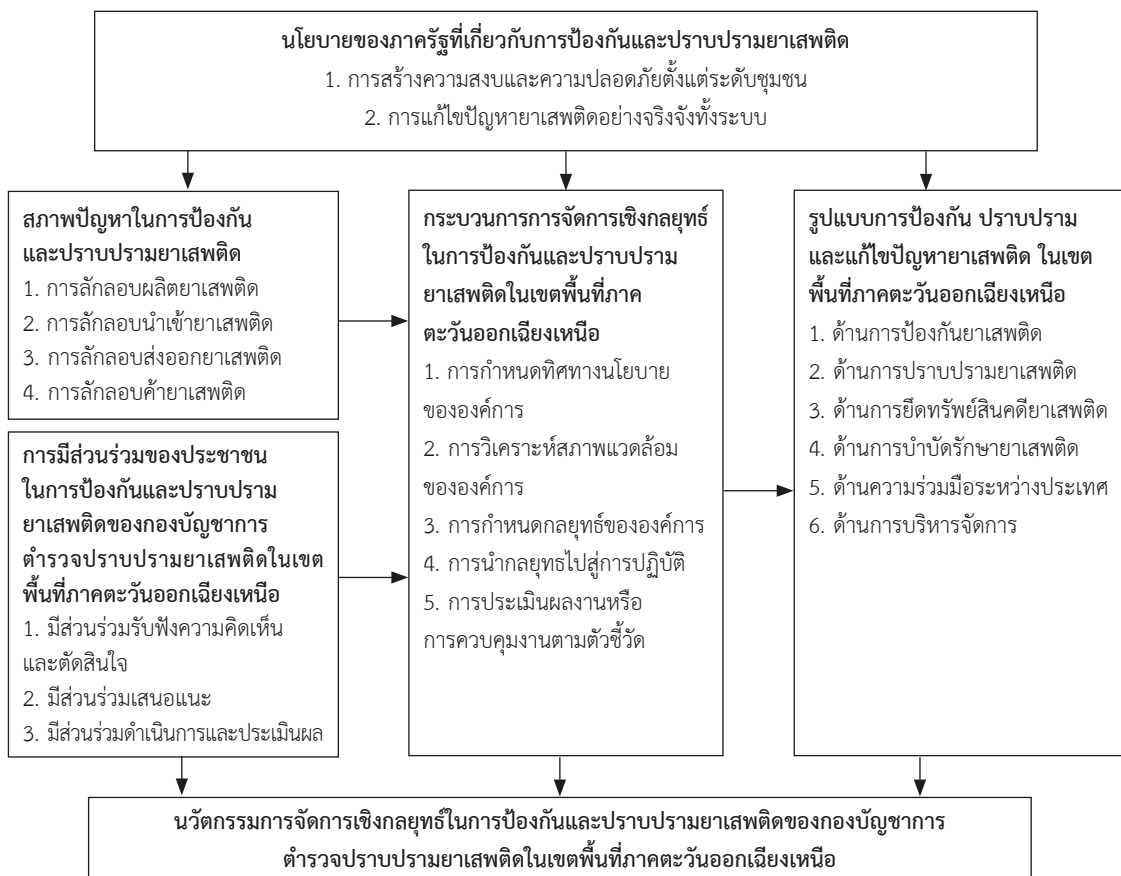 นโยบายของภาครัฐที่เกี่ยวกับการป้องกันและปราบปรามยาเสพติด
1. การสร้างความสงบและความปลอดภัยตั้งแต่ระดับชุมชน
2. การแก้ไขปัญหายาเสพติดอย่างจริงจังทั้งระบบ
สภาพปัญหาในการป้องกัน
และปราบปรามยาเสพติด
1. การลักลอบผลิตยาเสพติด
2. การลักลอบนำเข้ายาเสพติด
3. การลักลอบส่งออกยาเสพติด
4. การลักลอบค้ายาเสพติด
การมีส่วนร่วมของประชาชน
ในการป้องกันและปราบปราม
ยาเสพติดของกองบัญชาการ
ตำรวจปราบปรามยาเสพติดในเขต
พื้นที่ภาคตะวันออกเฉียงเหนือ
1. มีส่วนร่วมรับฟังความคิดเห็น
และตัดสินใจ
2. มีส่วนร่วมเสนอแนะ
3. มีส่วนร่วมดำเนินการและประเมินผล
กระบวนการการจัดการเชิงกลยุทธ์
ในการป้องกันและปราบปราม
ยาเสพติดในเขตพื้นที่ภาค
ตะวันออกเฉียงเหนือ
1. การกำหนดทิศทางนโยบาย
ขององค์การ
2. การวิเคราะห์สภาพแวดล้อม
ขององค์การ
3. การกำหนดกลยุทธ์ขององค์การ
4. การนำกลยุทธไปสู่การปฏิบัติ
5. การประเมินผลงานหรือ
การควบคุมงานตามตัวชี้วัด
รูปแบบการป้องกัน ปราบปราม
และแก้ไขปัญหายาเสพติด ในเขต
พื้นที่ภาคตะวันออกเฉียงเหนือ
1. ด้านการป้องกันยาเสพติด
2. ด้านการปราบปรามยาเสพติด
3. ด้านการยึดทรัพย์สินคดียาเสพติด
4. ด้านการบำบัดรักษายาเสพติด
5. ด้านความร่วมมือระหว่างประเทศ
6. ด้านการบริหารจัดการ
นวัตกรรมการจัดการเชิงกลยุทธ์ในการป้องกันและปราบปรามยาเสพติดของกองบัญชาการ
ตำรวจปราบปรามยาเสพติดในเขตพื้นที่ภาคตะวันออกเฉียงเหนือ